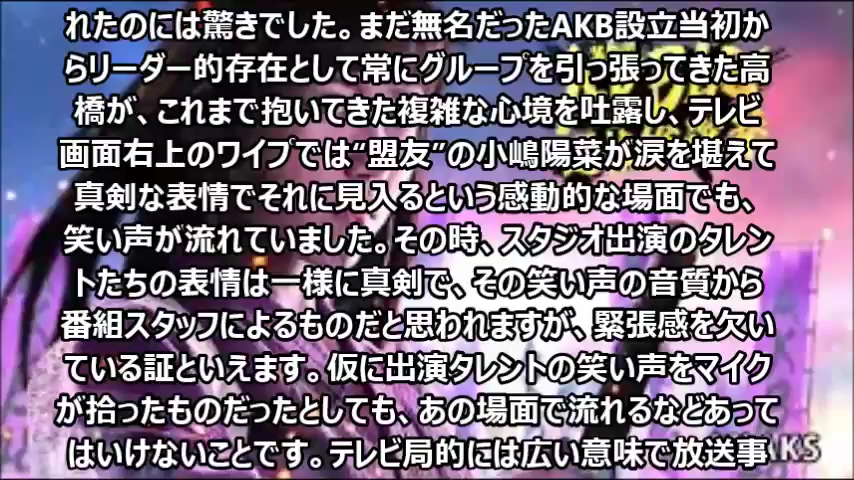 れたのには驚きでした。まだ無名だったAKB設立当初か
らリーダー的存在として常にグループを引っ張ってきた高
橋が、これまで抱いてきた複雑な心境を吐露し、テレビ
画面右上のワイプでは“盟友”の小嶋陽菜が涙を堪えて
真剣な表情でそれに見入るという感動的な場面でも、
笑い声が流れていました。その時、スタジオ出演のタレン
トたちの表情は一様に真剣で、その笑い声の音質から
番組スタッフによるものだと思われますが、緊張感を欠い
ている証といえます。仮に出演タレントの笑い声をマイク
が拾ったものだったとしても、あの場面で流れるなどあって
はいけないことです。テレビ局的には広い意味で放送事
AKS